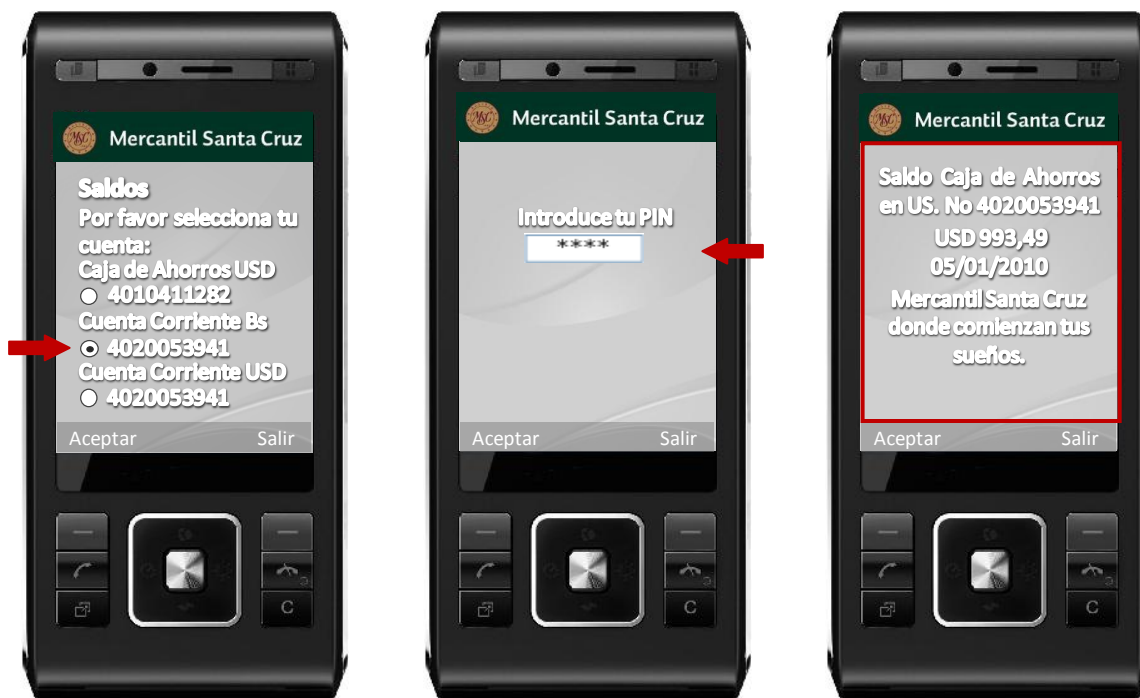 Mercantil Santa Cruz
Saldos
Por favor selecciona tu
cuenta:
Caja de Ahorros USD
4010411282
Cuenta Corriente Bs
4020053941
Cuenta Corriente USD
4020053941
Aceptar Salir
C
Mercantil Santa Cruz
Introduce tu PIN
****
Aceptar Salir
C
Mercantil Santa Cruz
Saldo Caja de Ahorros
en US. No 4020053941
USD 993,49
05/01/2010
Mercantil Santa Cruz
donde comienzan tus
sueños.
Aceptar Salir
C